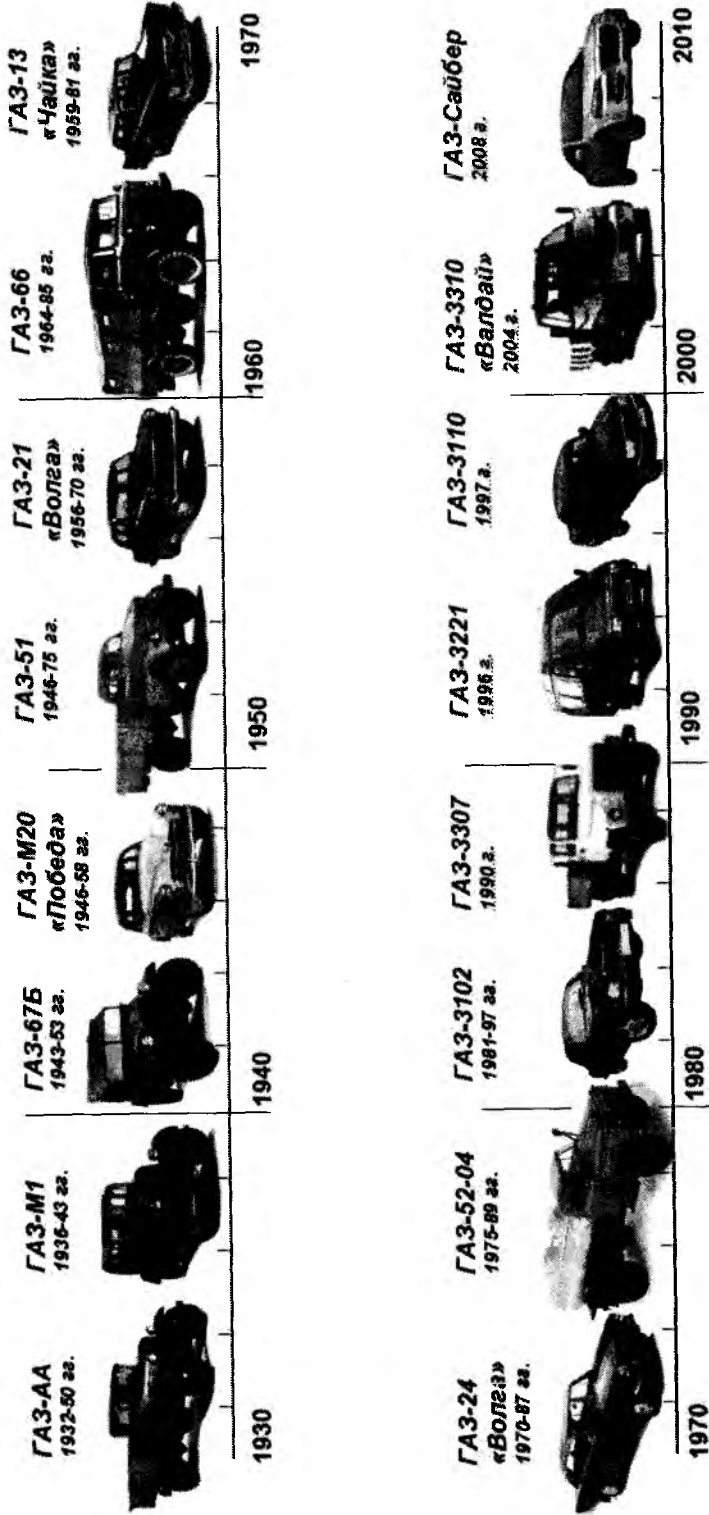 ГАЗ-АА
1932-50 гг.
ГАЗ-М1
1936-43 гг.
ГАЗ-67Б
1943-53 гг.
ГАЗ-М20
«Победа»
1946-58 гг.
ГАЗ-51
1946-75 гг.
ГАЗ-21
«Волга»
1956-70 гг.
ГАЗ-66
1964-85 гг.
ГАЗ-13
«Чайка»
1959-81 гг.
1930
1940
1950
1960
1970
ГАЗ-24
«Волга»
1970-87 гг.
ГАЗ-52-04
1975-89 гг.
ГАЗ-3102
1981-97 гг.
ГАЗ-3307
1990 г.
ГАЗ-3221
1996 г.
ГАЗ-3110
1997 г.
ГАЗ-3310
«Валдай»
2004 г.
ГАЗ-Сайбер
2008 г.
1970
1980
1990
2000
2010